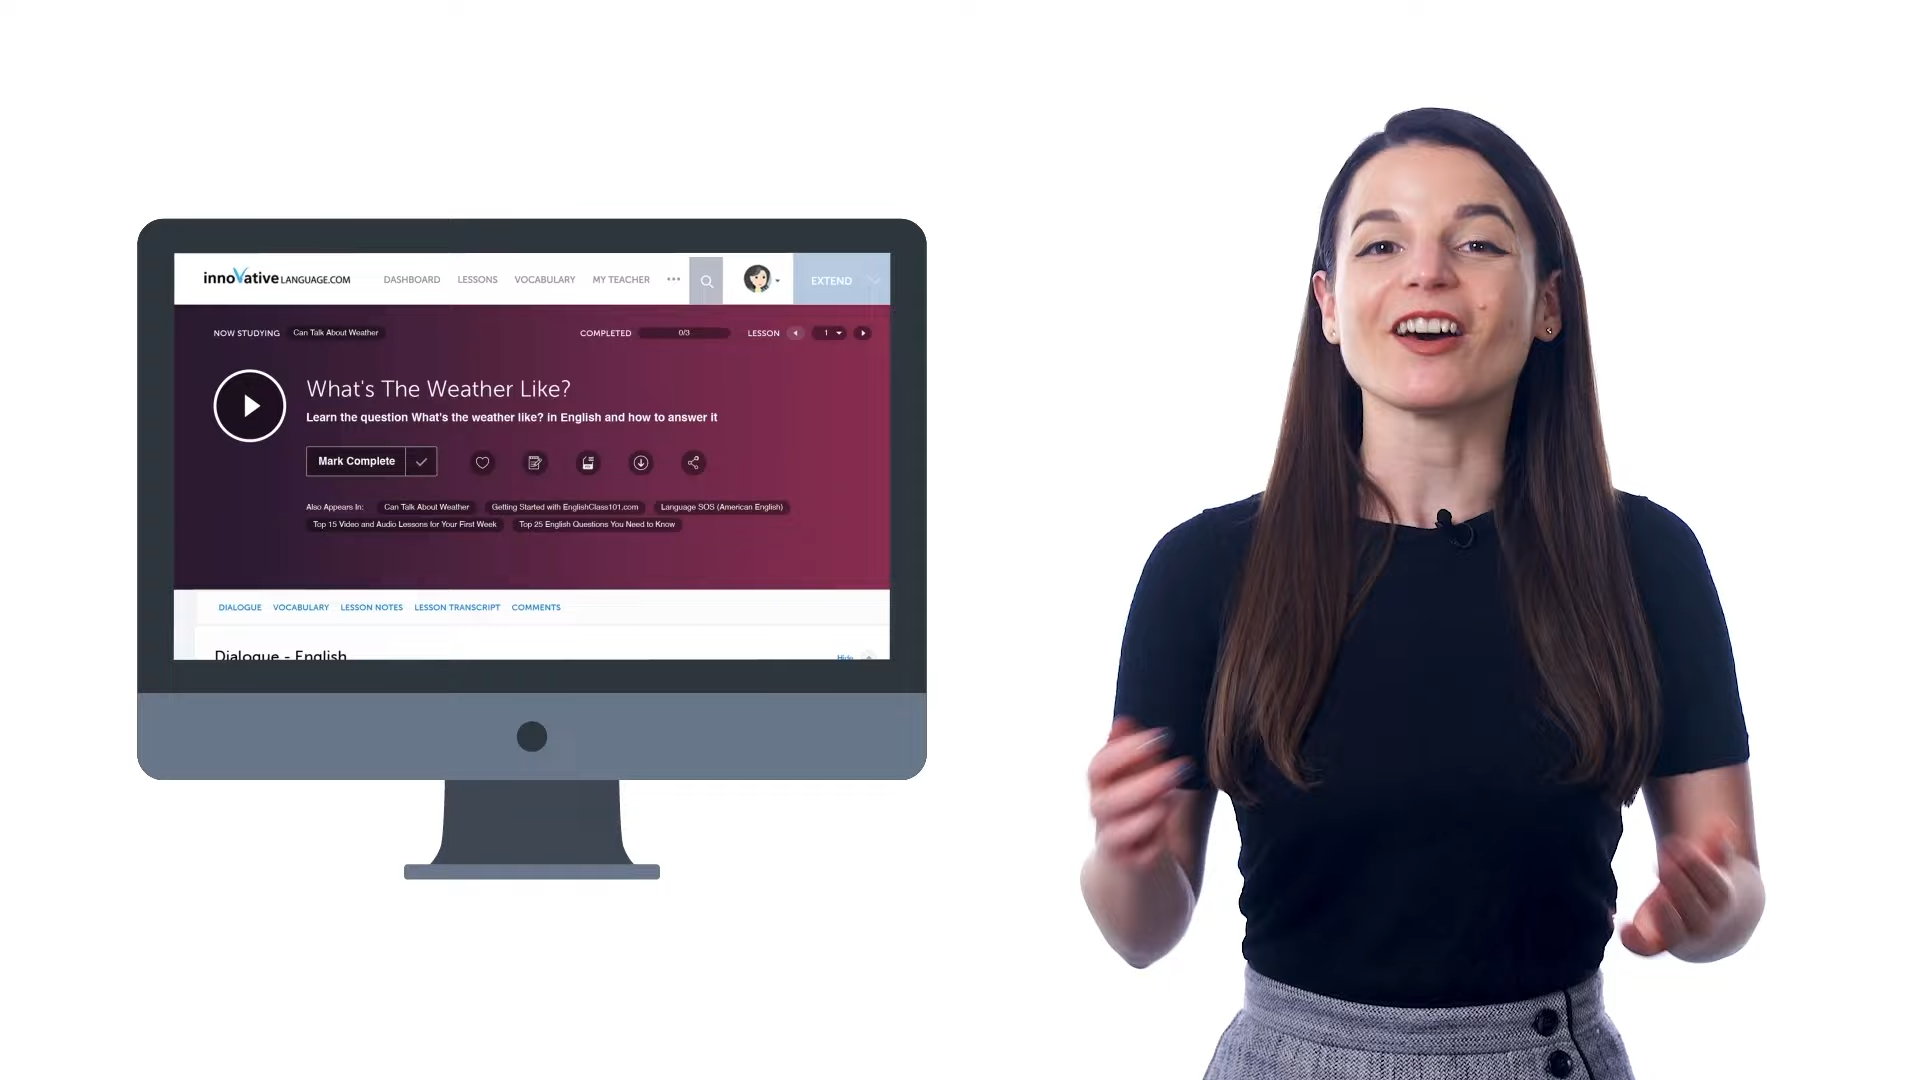 innoVative LANGUAGE.COM DASHBOARD LESSONS VOCABULARY MY TEACHER ••• EXTEND
NOW STUDYING Can Talk About Weather COMPLETED 0/3 LESSON 1
What's The Weather Like?
Learn the question What's the weather like? in English and how to answer it
Mark Complete
Also Appears In: Can Talk About Weather Getting Started with EnglishClass101.com Language SOS (American English)
Top 15 Video and Audio Lessons for Your First Week Top 25 English Questions You Need to Know
DIALOGUE VOCABULARY LESSON NOTES LESSON TRANSCRIPT COMMENTS
Dialogue - English Hide